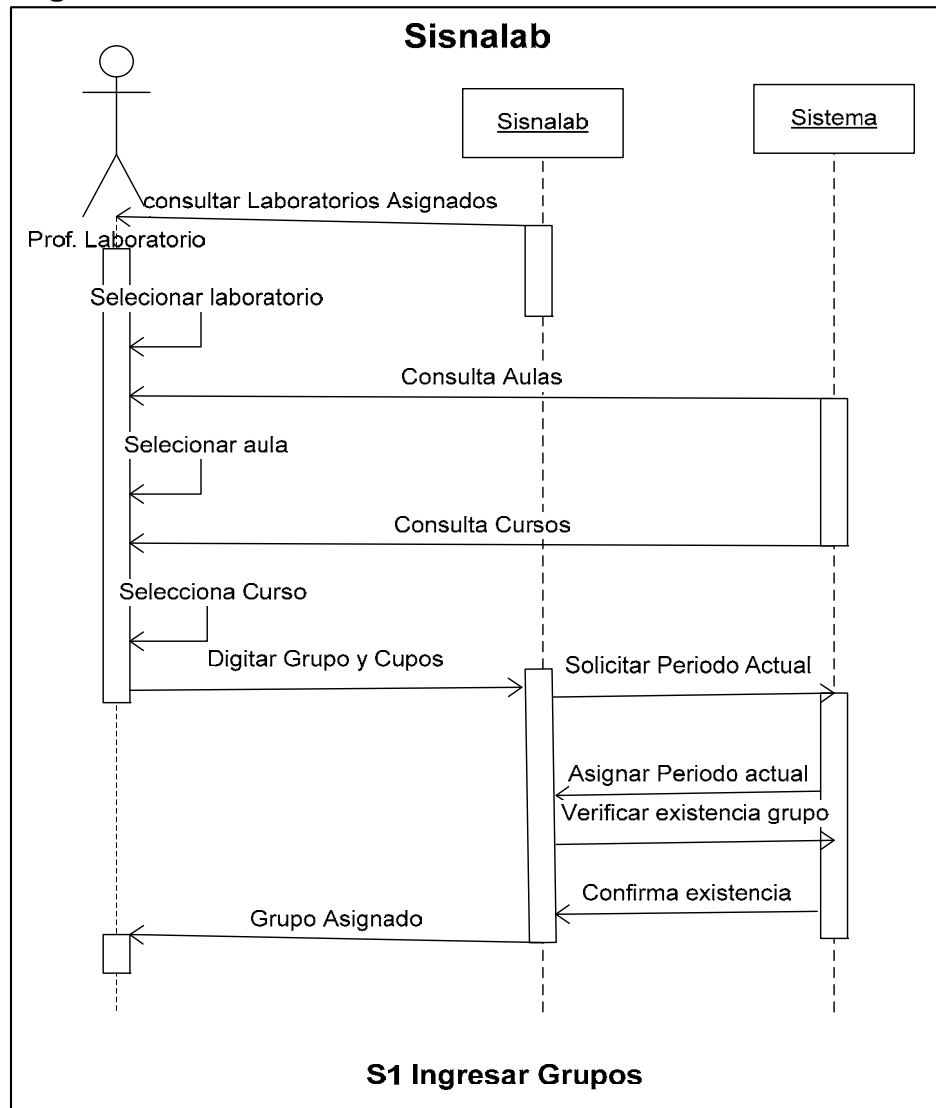 Sisnalab
Sisnalab
Sistema
consultar Laboratorios Asignados
Prof. Laboratorio
Selecionar laboratorio
Consulta Aulas
Selecionar aula
Consulta Cursos
Selecciona Curso
Digitar Grupo y Cupos
Solicitar Periodo Actual
Asignar Periodo actual
Verificar existencia grupo
Confirma existencia
Grupo Asignado
S1 Ingresar Grupos